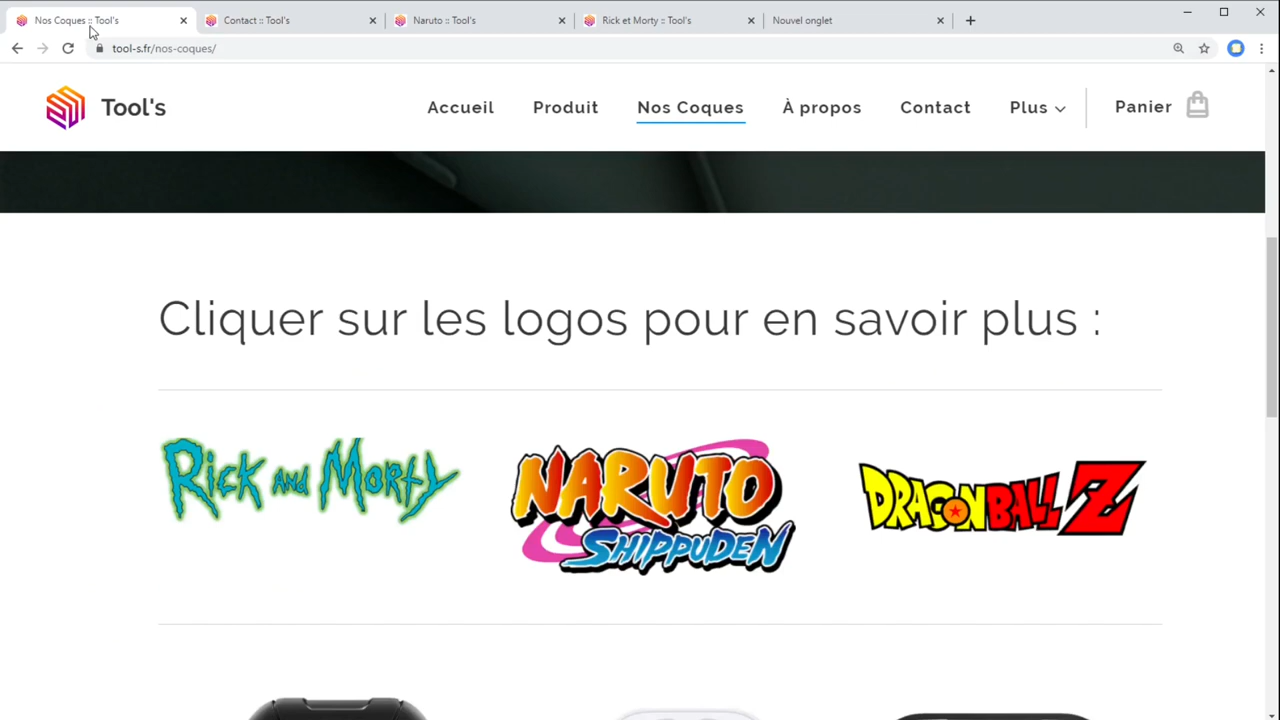 Nos Coques :: Tool's
Contact :: Tool's
Naruto :: Tool's
Rick et Morty :: Tool's
Nouvel onglet
tool-s.fr/nos-coques/
Tool's
Accueil
Produit
Nos Coques
À propos
Contact
Plus
Panier
Cliquer sur les logos pour en savoir plus :
Rick and Morty
NARUTO
SHIPPUDEN
DRAGONBALL Z